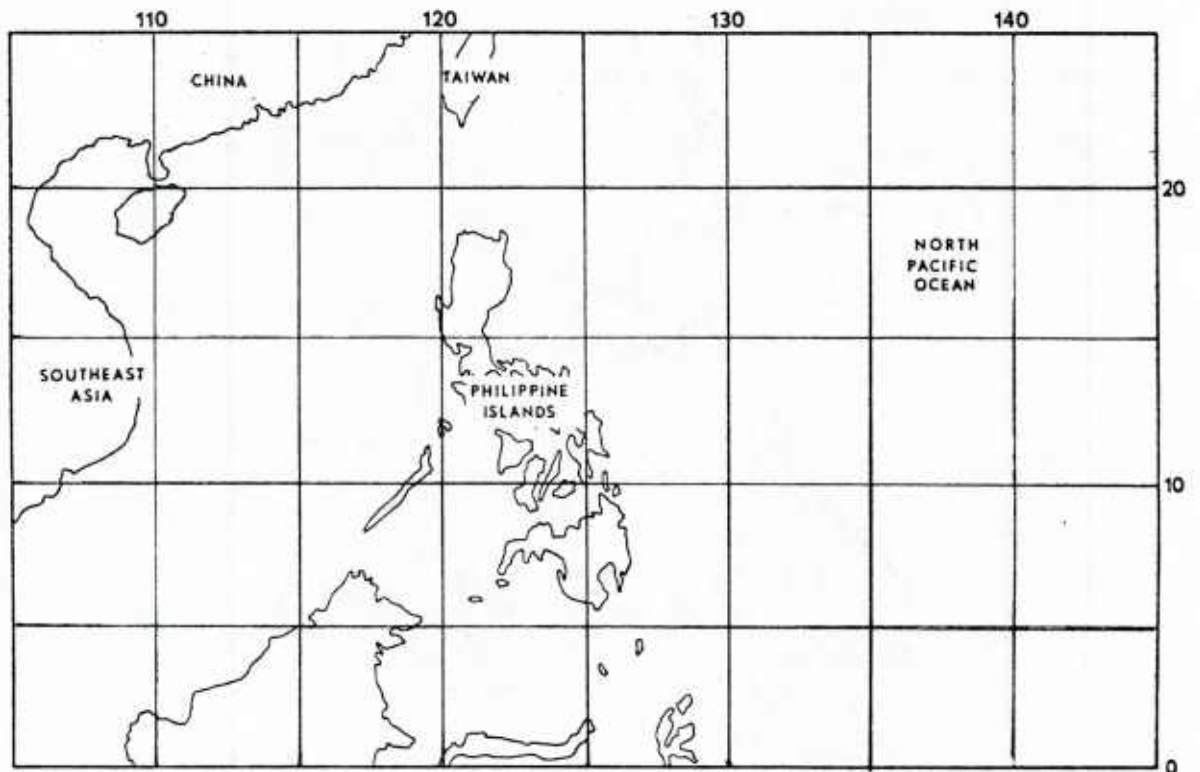 110 120 130 140
CHINA
TAIWAN
20
NORTH
PACIFIC
OCEAN
SOUTHEAST
ASIA
PHILIPPINE
ISLANDS
10
0